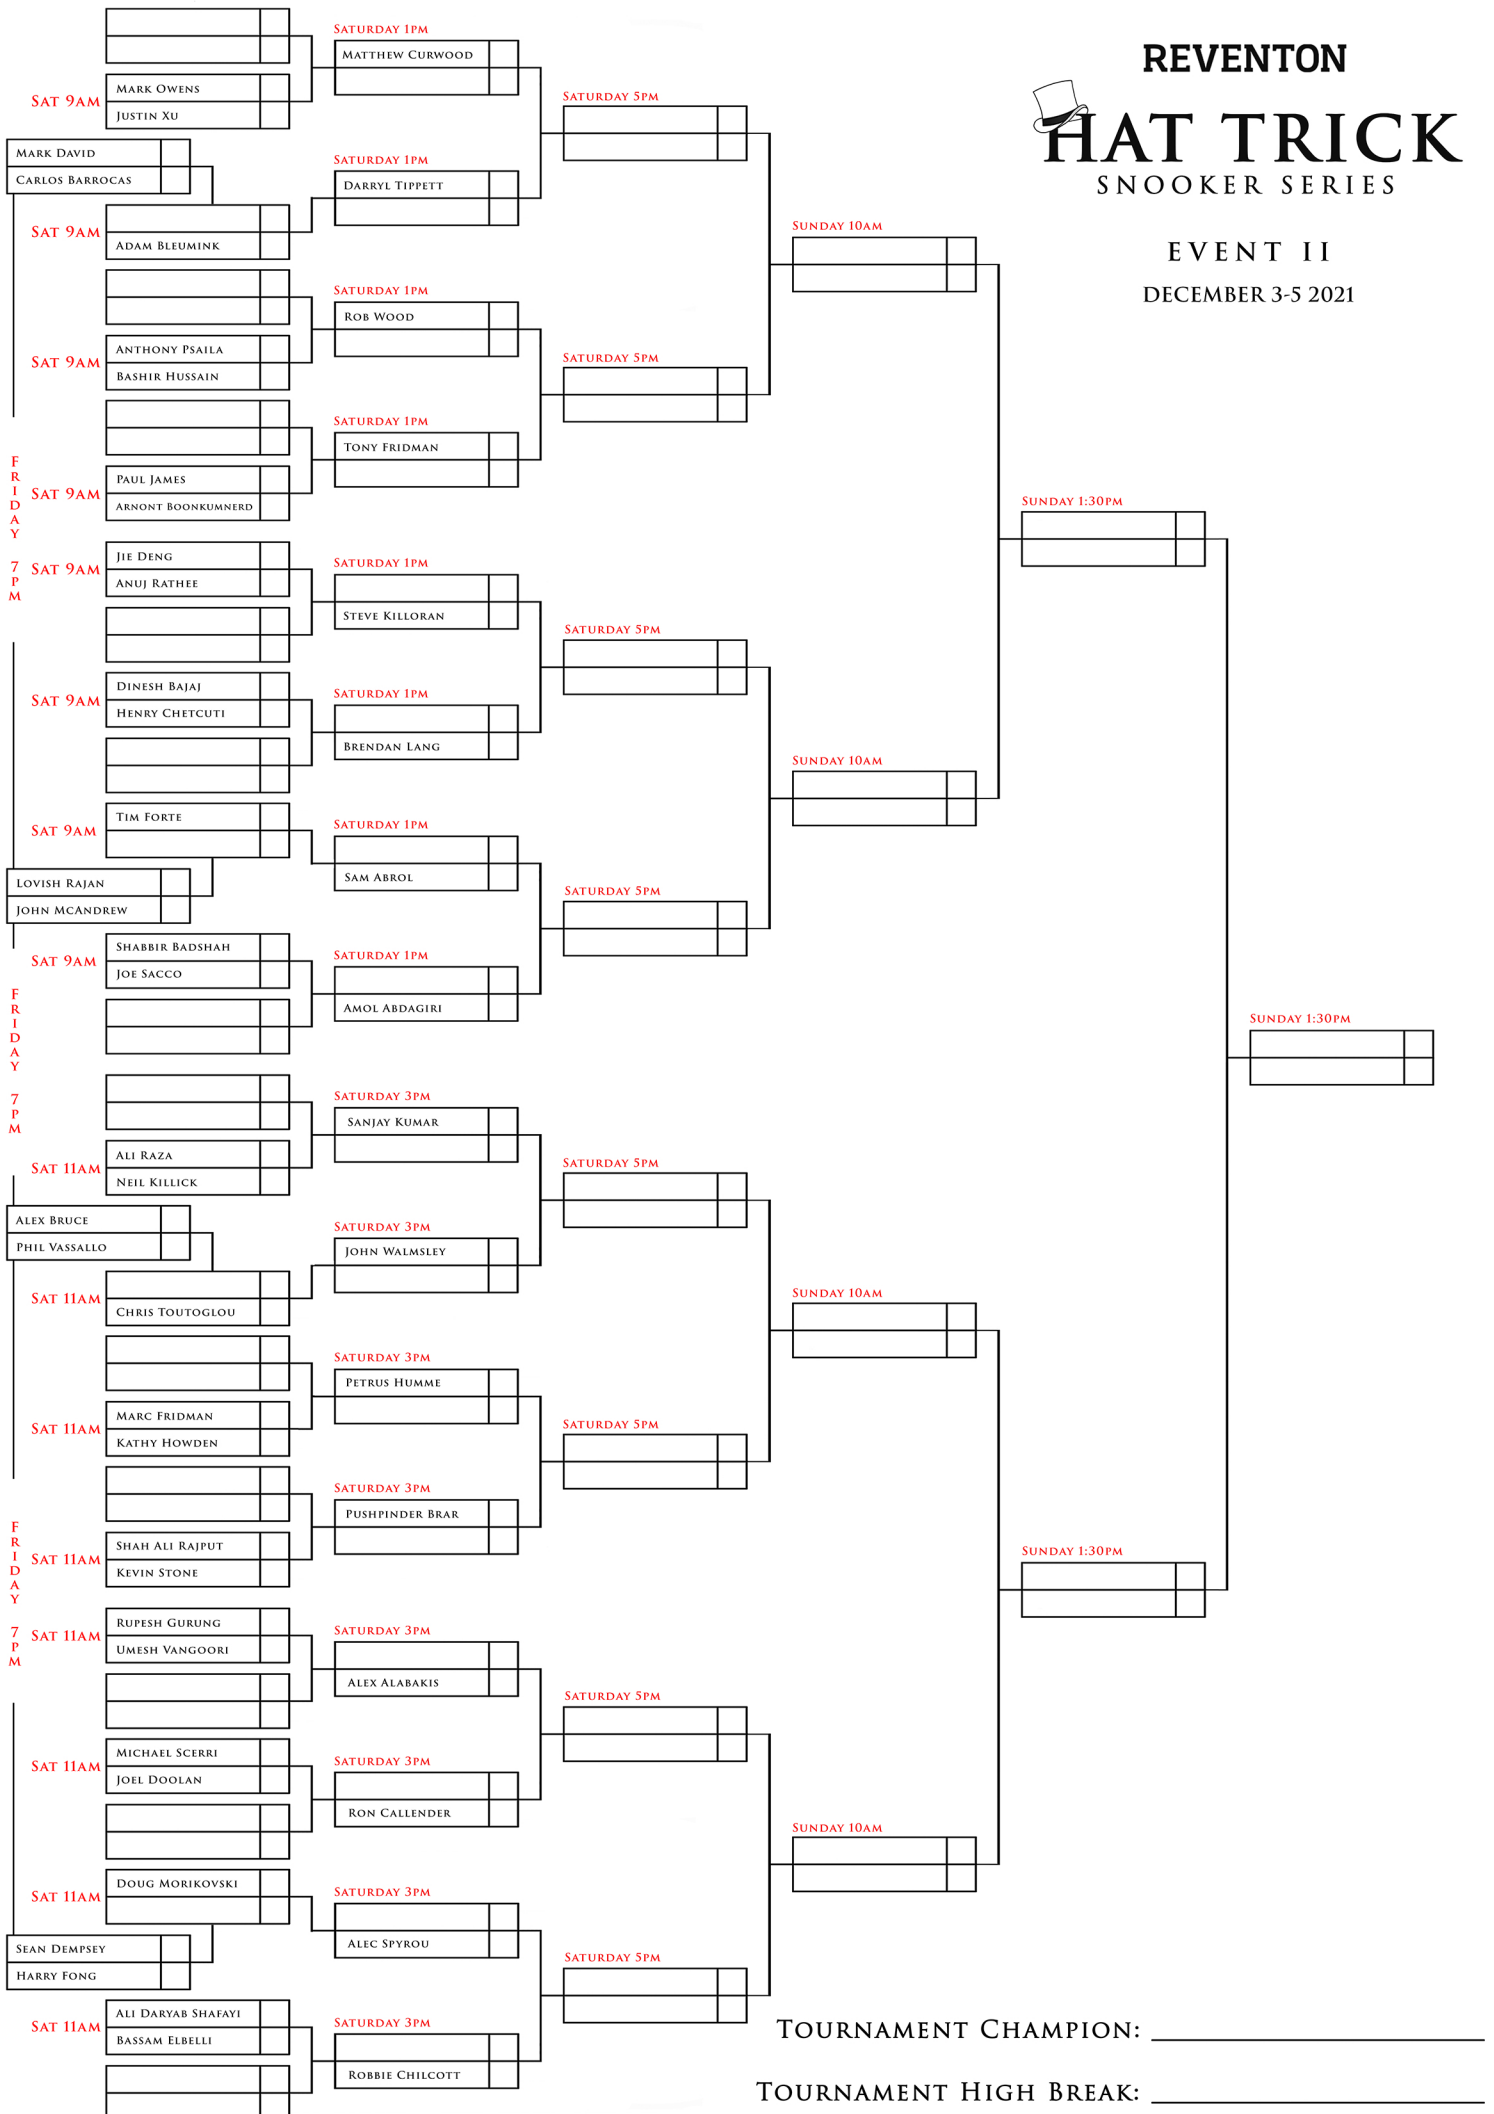 REVENTON
HAT TRICK
SNOOKER SERIES
EVENT II
DECEMBER 3-5 2021
SATURDAY 1PM
MATTHEW CURWOOD
SAT 9AM
MARK OWENS
JUSTIN XU
SATURDAY 5PM
MARK DAVID
CARLOS BARROCAS
SATURDAY 1PM
DARRYL TIPPETT
SAT 9AM
ADAM BLEUMINK
SUNDAY 10AM
SATURDAY 1PM
ROB WOOD
SAT 9AM
ANTHONY PSAILA
BASHIR HUSSAIN
SATURDAY 5PM
SATURDAY 1PM
TONY FRIDMAN
FRIDAY 7PM
SAT 9AM
PAUL JAMES
ARNONT BOONKUMNERD
SUNDAY 1:30PM
SAT 9AM
JIE DENG
ANUJ RATHEE
SATURDAY 1PM
STEVE KILLORAN
SATURDAY 5PM
SAT 9AM
DINESH BAJAJ
HENRY CHETCUTI
SATURDAY 1PM
BRENDAN LANG
SUNDAY 10AM
SAT 9AM
TIM FORTE
SATURDAY 1PM
SAM ABROL
LOVISH RAJAN
JOHN MCANDREW
SATURDAY 5PM
SAT 9AM
SHABBIR BADSHAH
JOE SACCO
SATURDAY 1PM
AMOL ABDAGIRI
FRIDAY 7PM
SUNDAY 1:30PM
SATURDAY 3PM
SANJAY KUMAR
SAT 11AM
ALI RAZA
NEIL KILLICK
SATURDAY 5PM
ALEX BRUCE
PHIL VASSALLO
SATURDAY 3PM
JOHN WALMSLEY
SAT 11AM
CHRIS TOUTOGLOU
SUNDAY 10AM
SATURDAY 3PM
PETRUS HUMME
SAT 11AM
MARC FRIDMAN
KATHY HOWDEN
SATURDAY 5PM
SATURDAY 3PM
PUSHPINDER BRAR
FRIDAY 7PM
SAT 11AM
SHAH ALI RAJPUT
KEVIN STONE
SUNDAY 1:30PM
SAT 11AM
RUPESH GURUNG
UMESH VANGOORI
SATURDAY 3PM
ALEX ALABAKIS
SATURDAY 5PM
SAT 11AM
MICHAEL SCERRI
JOEL DOOLAN
SATURDAY 3PM
RON CALLENDER
SUNDAY 10AM
SAT 11AM
DOUG MORIKOVSKI
SATURDAY 3PM
ALEC SPYROU
SEAN DEMPSEY
HARRY FONG
SATURDAY 5PM
SAT 11AM
ALI DARYAB SHAFAYI
BASSAM ELBELLI
SATURDAY 3PM
ROBBIE CHILCOTT
TOURNAMENT CHAMPION:
TOURNAMENT HIGH BREAK: